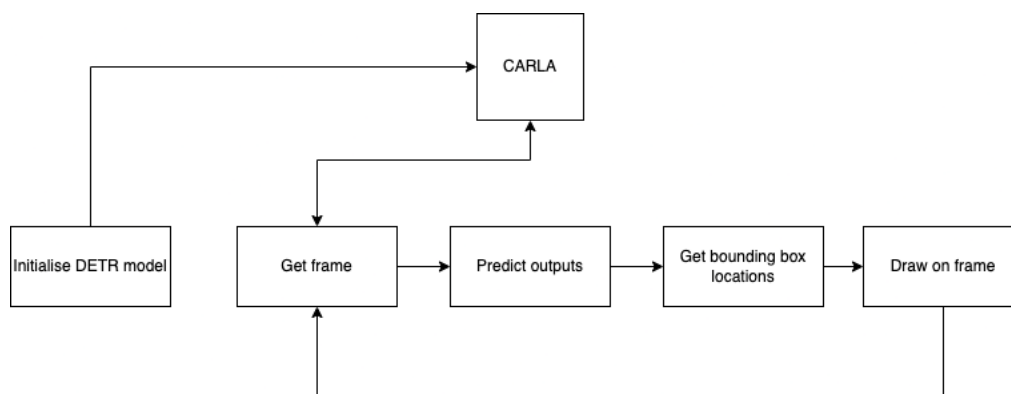 CARLA
Initialise DETR model
Get frame
Predict outputs
Get bounding box
locations
Draw on frame